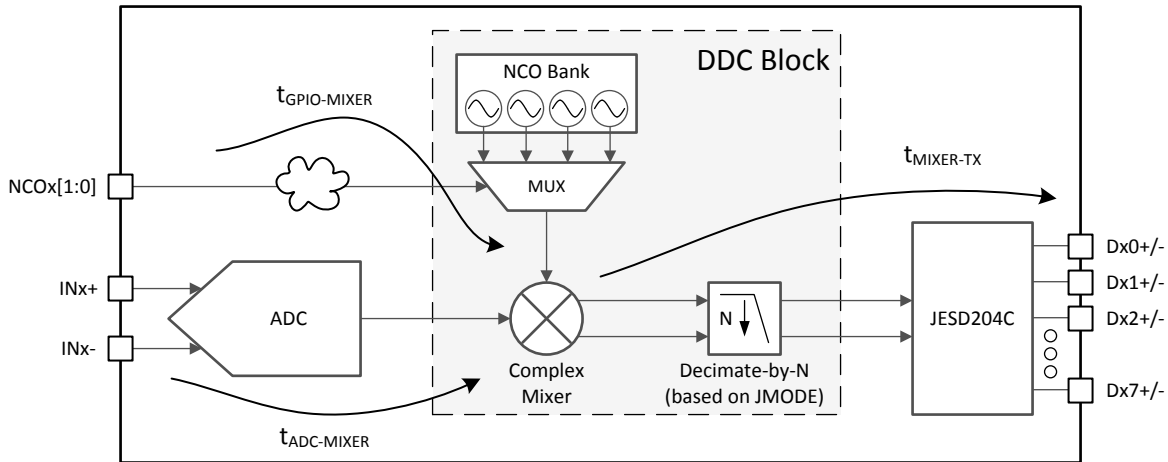 DDC Block
NCO Bank
tGPIO-MIXER
tMIXER-TX
NCOx[1:0]
MUX
INx+
INx-
ADC
N
Complex
Mixer
Decimate-by-N
(based on JMODE)
JESD204C
Dx0+/-
Dx1+/-
Dx2+/-
Dx7+/-
tADC-MIXER